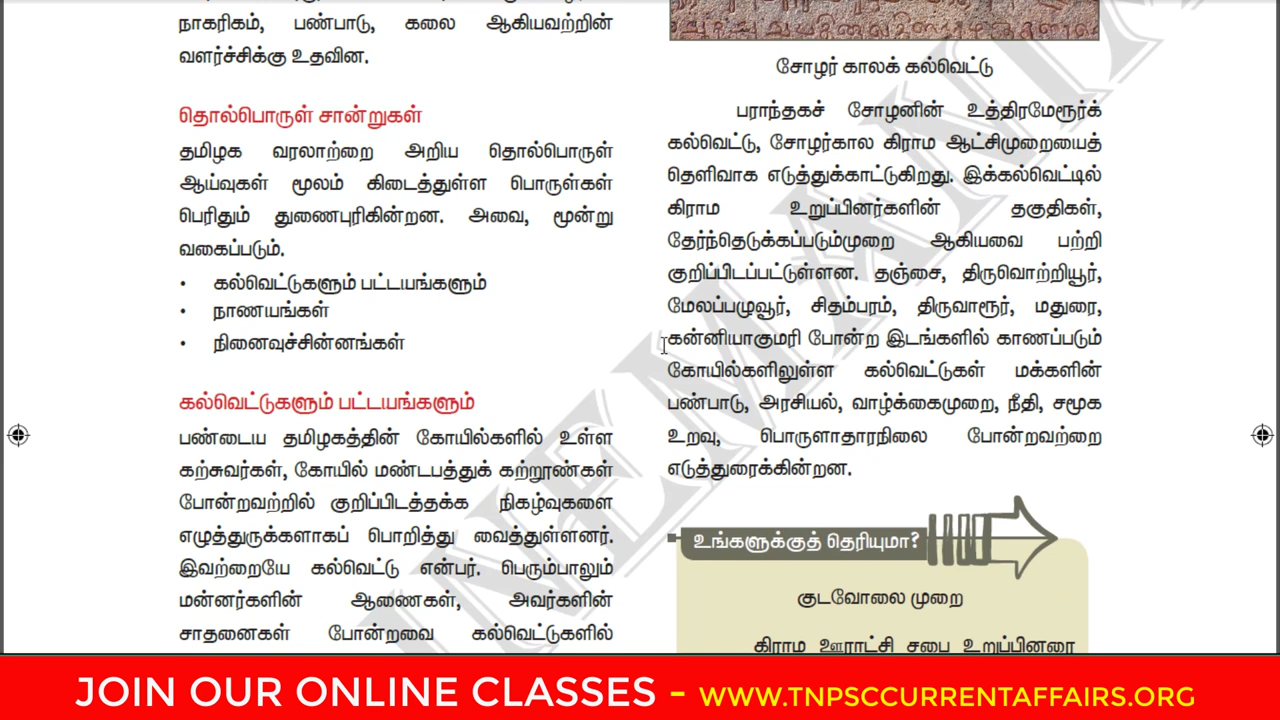 நாகரிகம், பண்பாடு, கலை ஆகியவற்றின்
வளர்ச்சிக்கு உதவின.
தொல்பொருள் சான்றுகள்
தமிழக வரலாற்றை அறிய தொல்பொருள்
ஆய்வுகள் மூலம் கிடைத்துள்ள பொருள்கள்
பெரிதும் துணைபுரிகின்றன. அவை, மூன்று
வகைப்படும்.
• கல்வெட்டுகளும் பட்டயங்களும்
• நாணயங்கள்
• நினைவுச்சின்னங்கள்
கல்வெட்டுகளும் பட்டயங்களும்
பண்டைய தமிழகத்தின் கோயில்களில் உள்ள
கற்சுவர்கள், கோயில் மண்டபத்துக் கற்றூண்கள்
போன்றவற்றில் குறிப்பிடத்தக்க நிகழ்வுகளை
எழுத்துருக்களாகப் பொறித்து வைத்துள்ளனர்.
இவற்றையே கல்வெட்டு என்பர். பெரும்பாலும்
மன்னர்களின் ஆணைகள், அவர்களின்
சாதனைகள் போன்றவை கல்வெட்டுகளில்
சோழர் காலக் கல்வெட்டு
பராந்தகச் சோழனின் உத்திரமேரூர்க்
கல்வெட்டு, சோழர்கால கிராம ஆட்சிமுறையைத்
தெளிவாக எடுத்துக்காட்டுகிறது. இக்கல்வெட்டில்
கிராம உறுப்பினர்களின் தகுதிகள்,
தேர்ந்தெடுக்கப்படும்முறை ஆகியவை பற்றி
குறிப்பிடப்பட்டுள்ளன. தஞ்சை, திருவொற்றியூர்,
மேலப்பழுவூர், சிதம்பரம், திருவாரூர், மதுரை,
கன்னியாகுமரி போன்ற இடங்களில் காணப்படும்
கோயில்களிலுள்ள கல்வெட்டுகள் மக்களின்
பண்பாடு, அரசியல், வாழ்க்கைமுறை, நீதி, சமூக
உறவு, பொருளாதாரநிலை போன்றவற்றை
எடுத்துரைக்கின்றன.
உங்களுக்குத் தெரியுமா?
குடவோலை முறை
கிராம ஊராட்சி சபை உறுப்பினரை
JOIN OUR ONLINE CLASSES - WWW.TNPSCCURRENTAFFAIRS.ORG